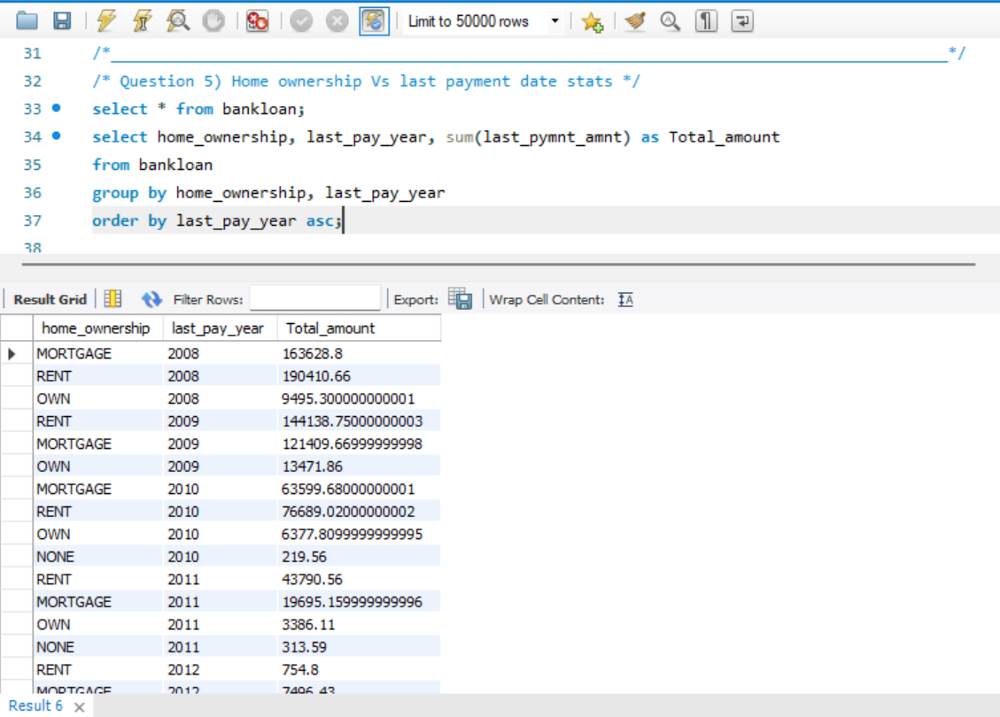 Limit to 50000 rows
31 /*______________________________________________________________________________*/
32 /* Question 5) Home ownership Vs last payment date stats */
33 select * from bankloan;
34 select home_ownership, last_pay_year, sum(last_pymnt_amnt) as Total_amount
35 from bankloan
36 group by home_ownership, last_pay_year
37 order by last_pay_year asc;
38
Result Grid Filter Rows: Export: Wrap Cell Content:
home_ownership last_pay_year Total_amount
MORTGAGE 2008 163628.8
RENT 2008 190410.66
OWN 2008 9495.300000000001
RENT 2009 144138.75000000003
MORTGAGE 2009 121409.66999999998
OWN 2009 13471.86
MORTGAGE 2010 63599.68000000001
RENT 2010 76689.02000000002
OWN 2010 6377.8099999999995
NONE 2010 219.56
RENT 2011 43790.56
MORTGAGE 2011 19695.159999999996
OWN 2011 3386.11
NONE 2011 313.59
RENT 2012 754.8
MORTGAGE 2012 7496.43
Result 6